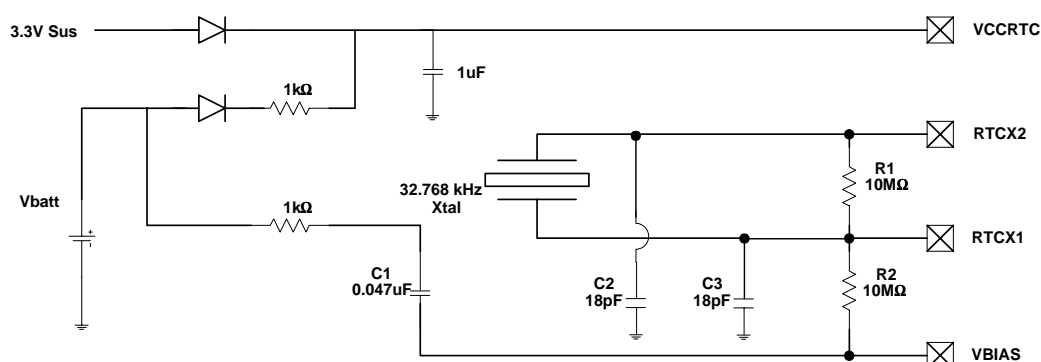 3.3V Sus
VCCRTC
1uF
1kΩ
RTCX2
R1
10MΩ
32.768 kHz
Xtal
Vbatt
1kΩ
RTCX1
C1
0.047uF
C2
18pF
C3
18pF
R2
10MΩ
VBIAS